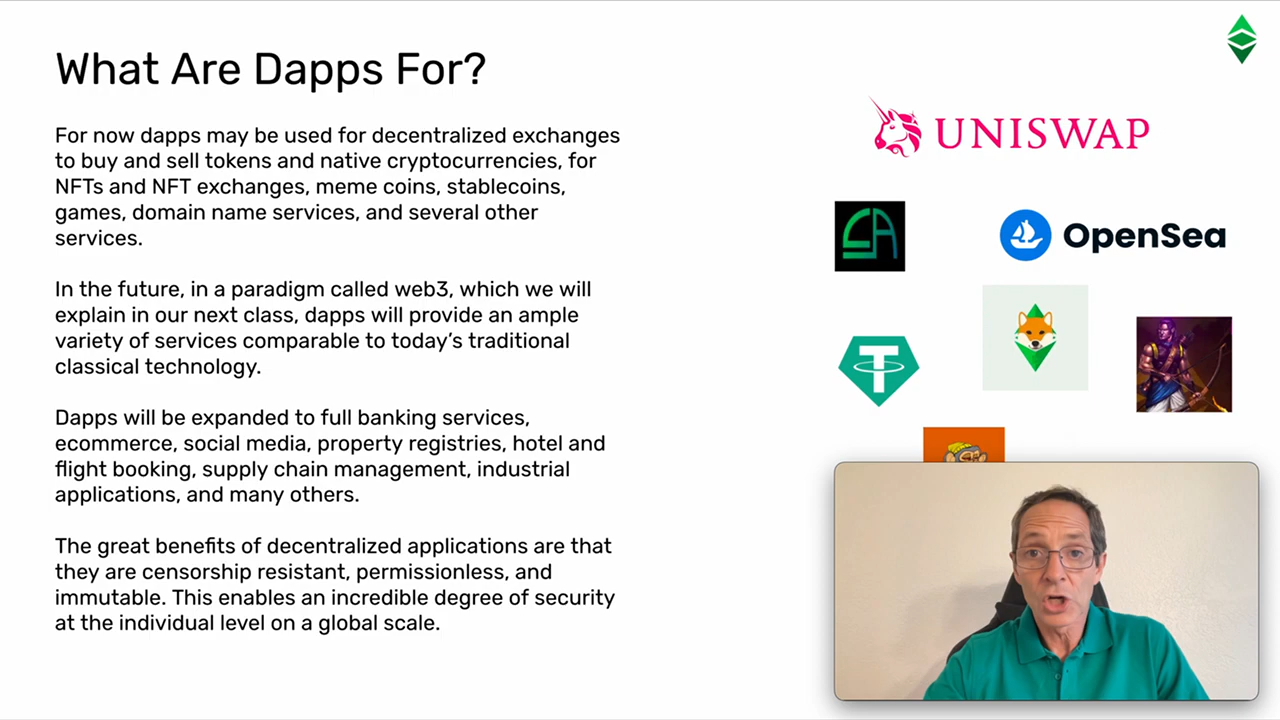 What Are Dapps For?
For now dapps may be used for decentralized exchanges
to buy and sell tokens and native cryptocurrencies, for
NFTs and NFT exchanges, meme coins, stablecoins,
games, domain name services, and several other
services.
In the future, in a paradigm called web3, which we will
explain in our next class, dapps will provide an ample
variety of services comparable to today’s traditional
classical technology.
Dapps will be expanded to full banking services,
ecommerce, social media, property registries, hotel and
flight booking, supply chain management, industrial
applications, and many others.
The great benefits of decentralized applications are that
they are censorship resistant, permissionless, and
immutable. This enables an incredible degree of security
at the individual level on a global scale.
UNISWAP
OpenSea